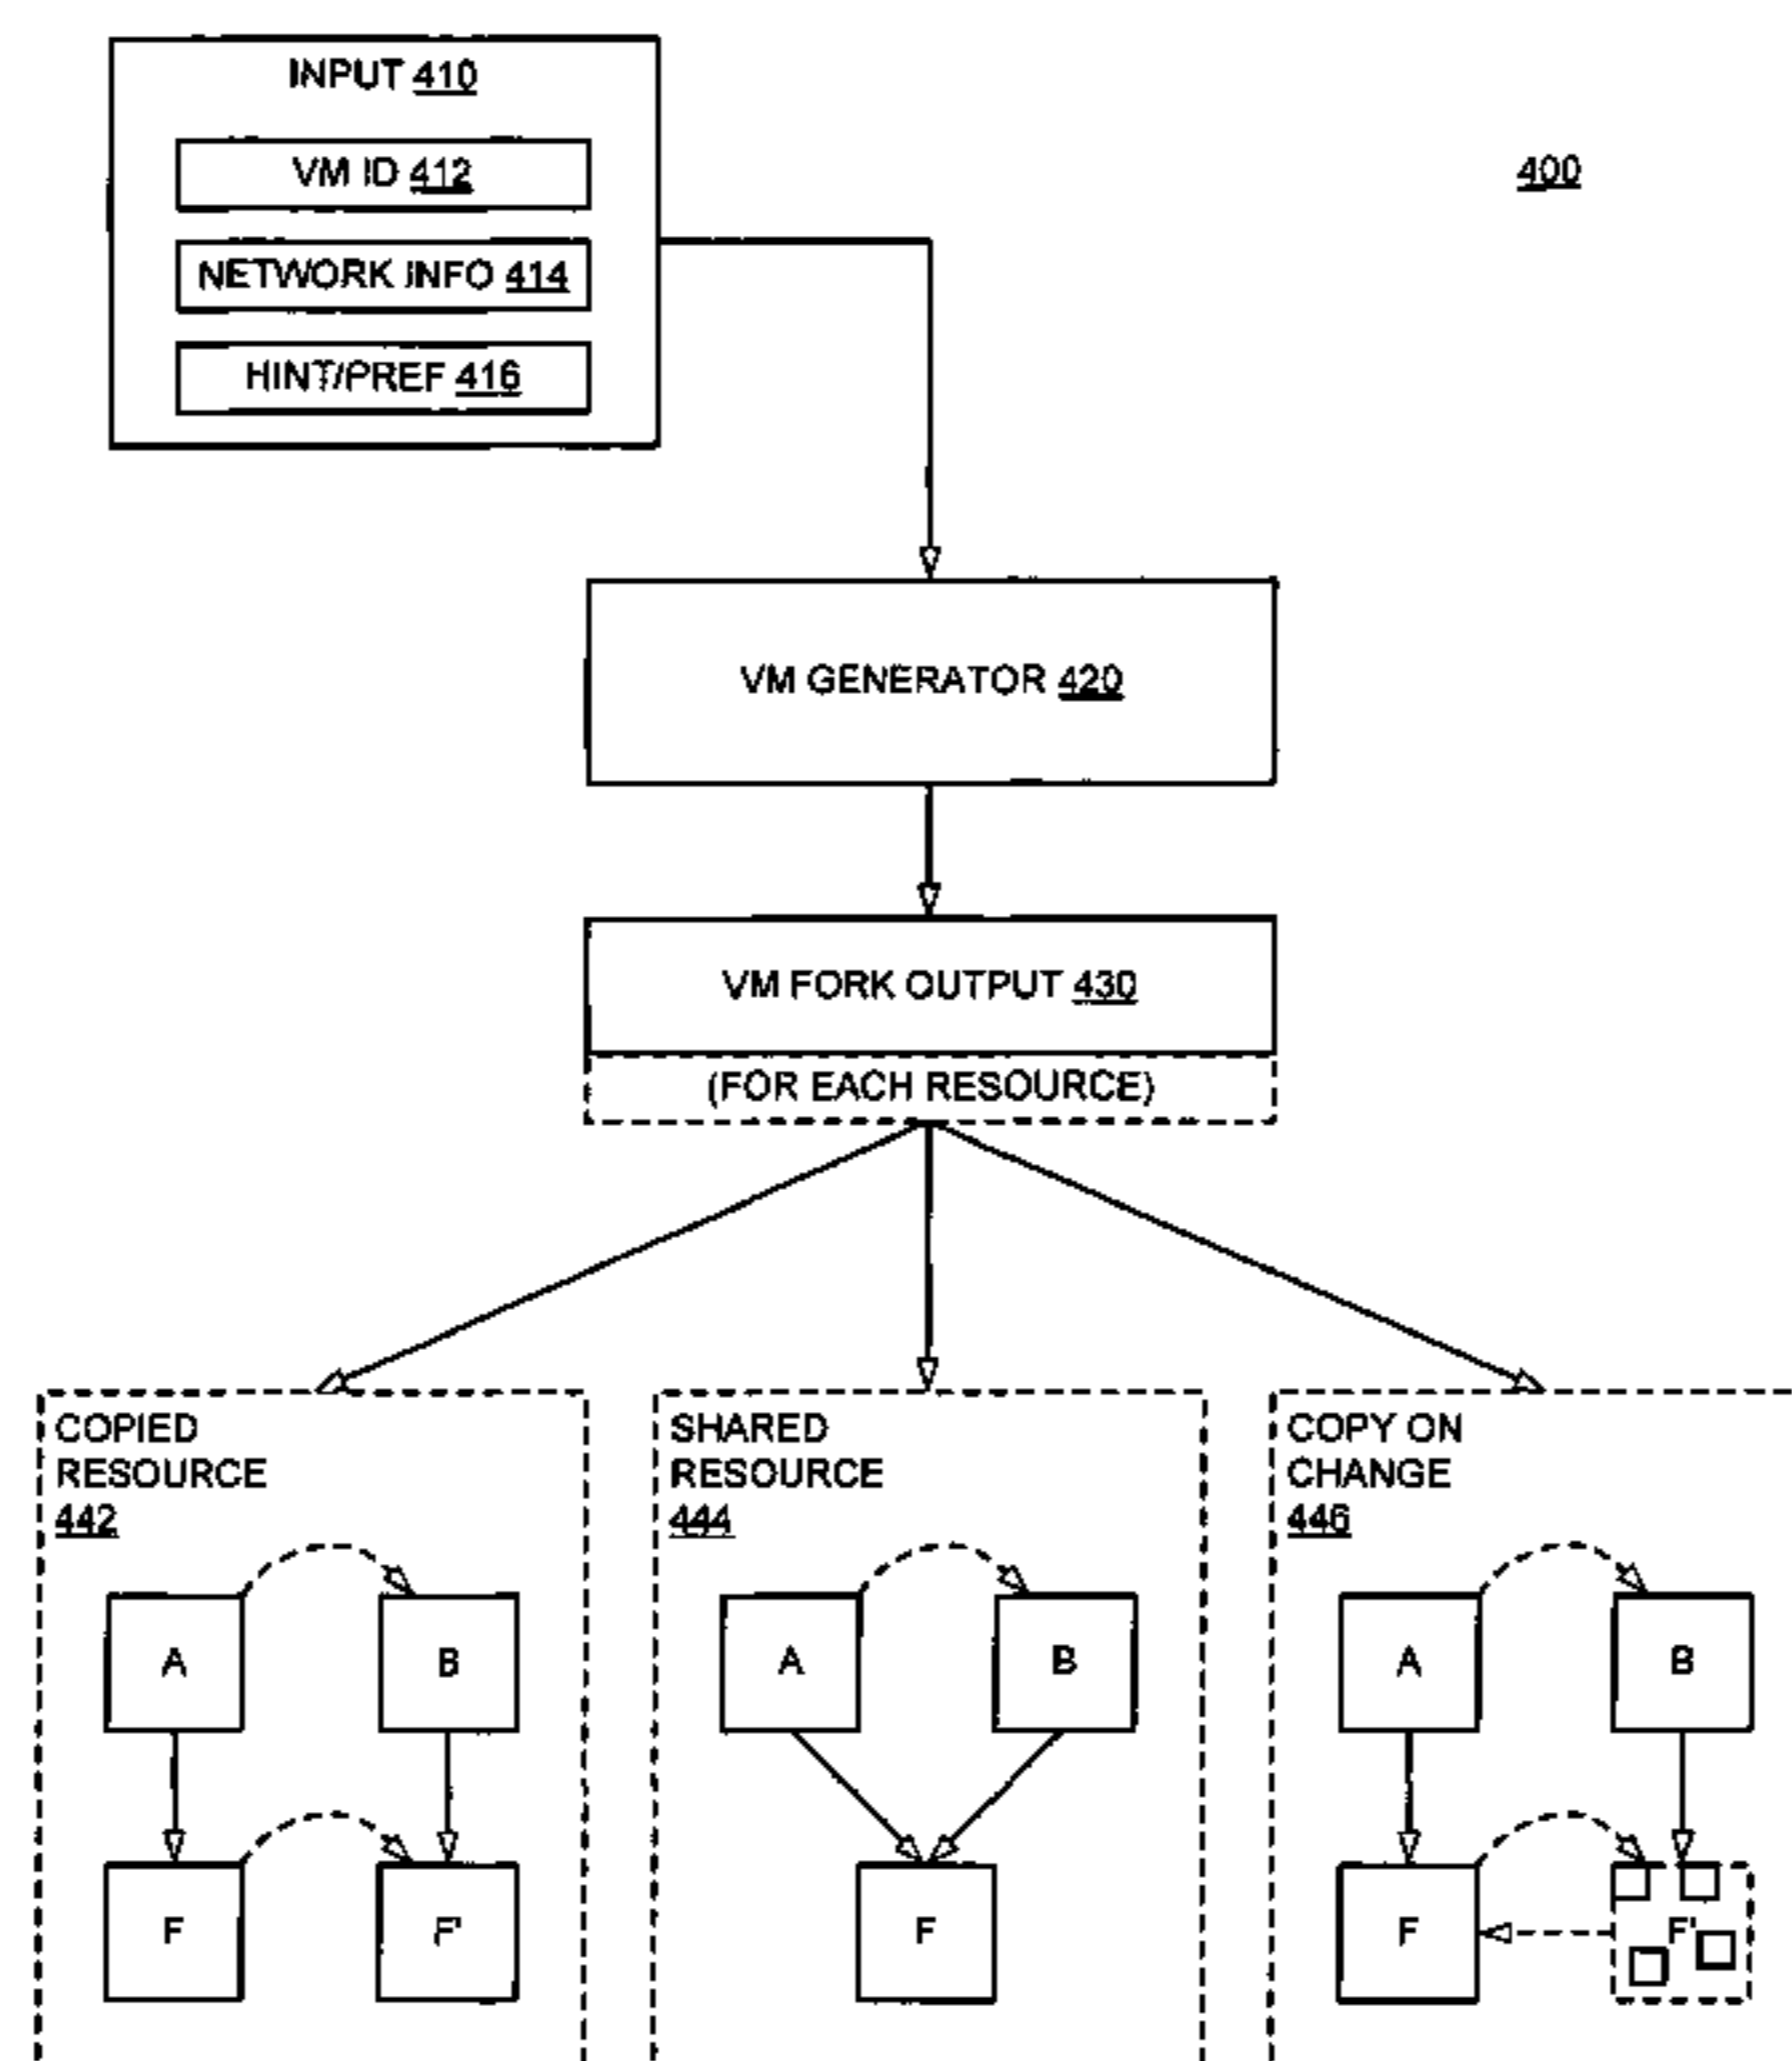 INPUT 410
VM ID 412
NETWORK INFO 414
HINT/PREF 416
400
VM GENERATOR 420
VM FORK OUTPUT 430
(FOR EACH RESOURCE)
COPIED
RESOURCE
442
A
B
F
F'
SHARED
RESOURCE
444
A
B
F
COPY ON
CHANGE
446
A
B
F
F'